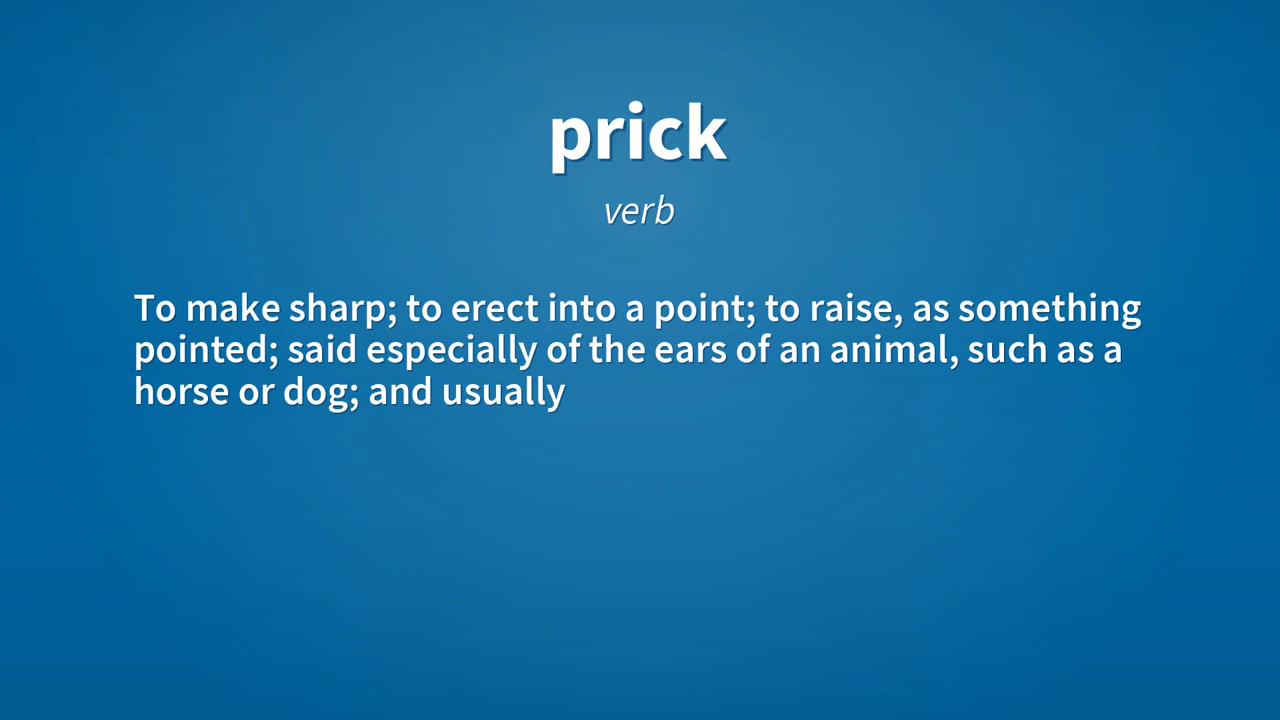 prick
verb
To make sharp; to erect into a point; to raise, as something
pointed; said especially of the ears of an animal, such as a
horse or dog; and usually